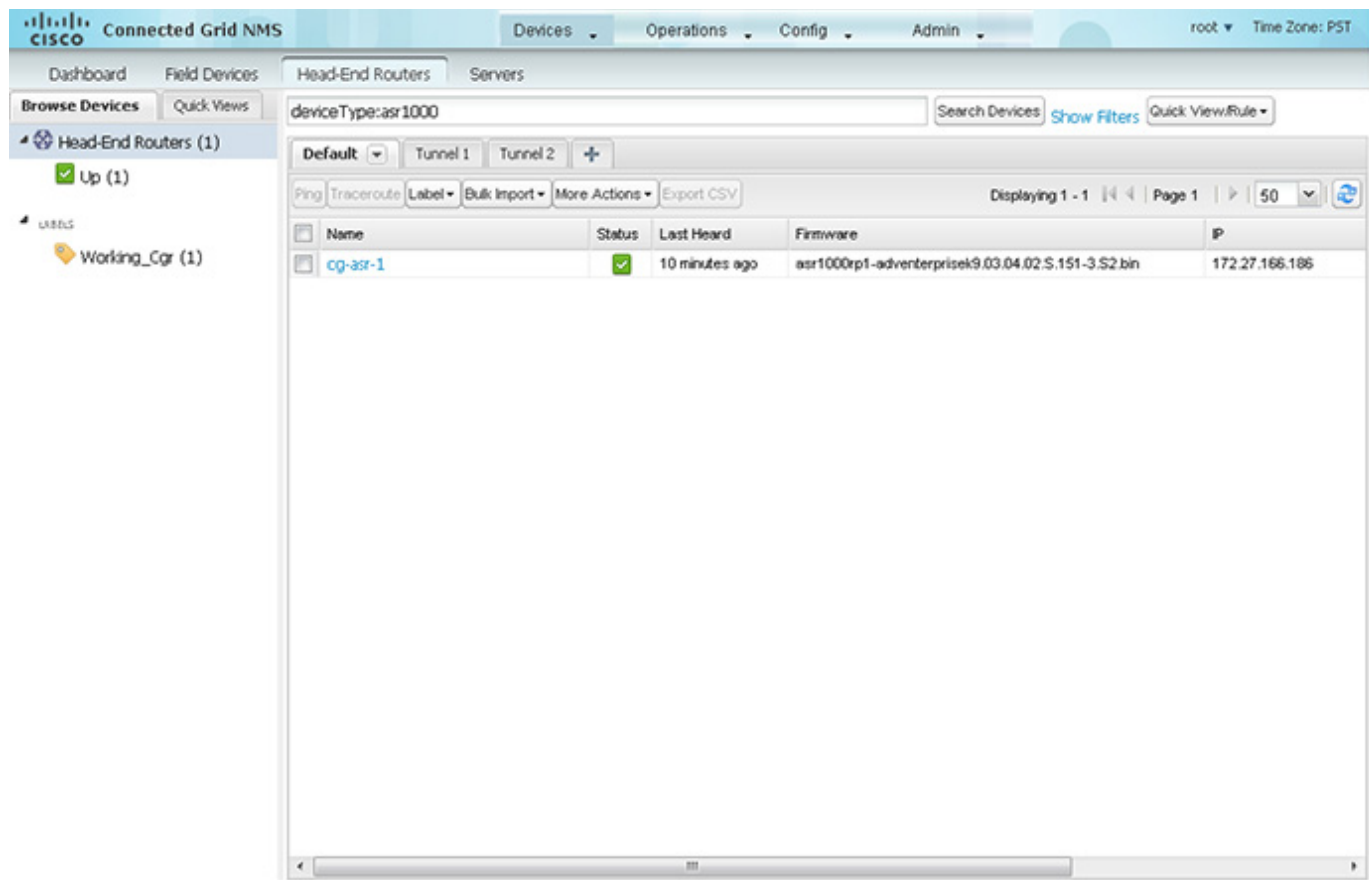 CISCO Connected Grid NMS Devices Operations Config Admin root Time Zone: PST
Dashboard Field Devices Head-End Routers Servers
Browse Devices Quick Views deviceType:asr1000 Search Devices Show Filters Quick View/Rule
Head-End Routers (1) Default Tunnel 1 Tunnel 2
Up (1) Ping Traceroute Label Bulk Import More Actions Export CSV Displaying 1 - 1 Page 1 50
LABELS Name Status Last Heard Firmware IP
Working_Cgr (1) cg-asr-1 10 minutes ago asr1000rp1-adventerprisek9.03.04.02.S.151-3.S2.bin 172.27.166.186